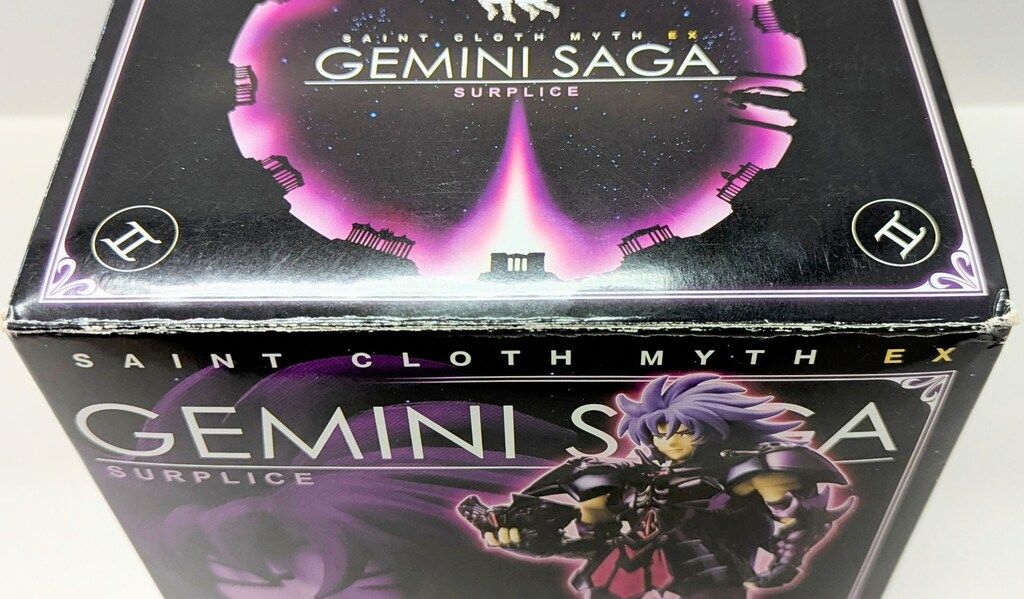 SAINT CLOTH MYTH EX
GEMINI SAGA
SURPLICE
♊ ♊
SAINT CLOTH MYTH EX
GEMINI SAGA
SURPLICE